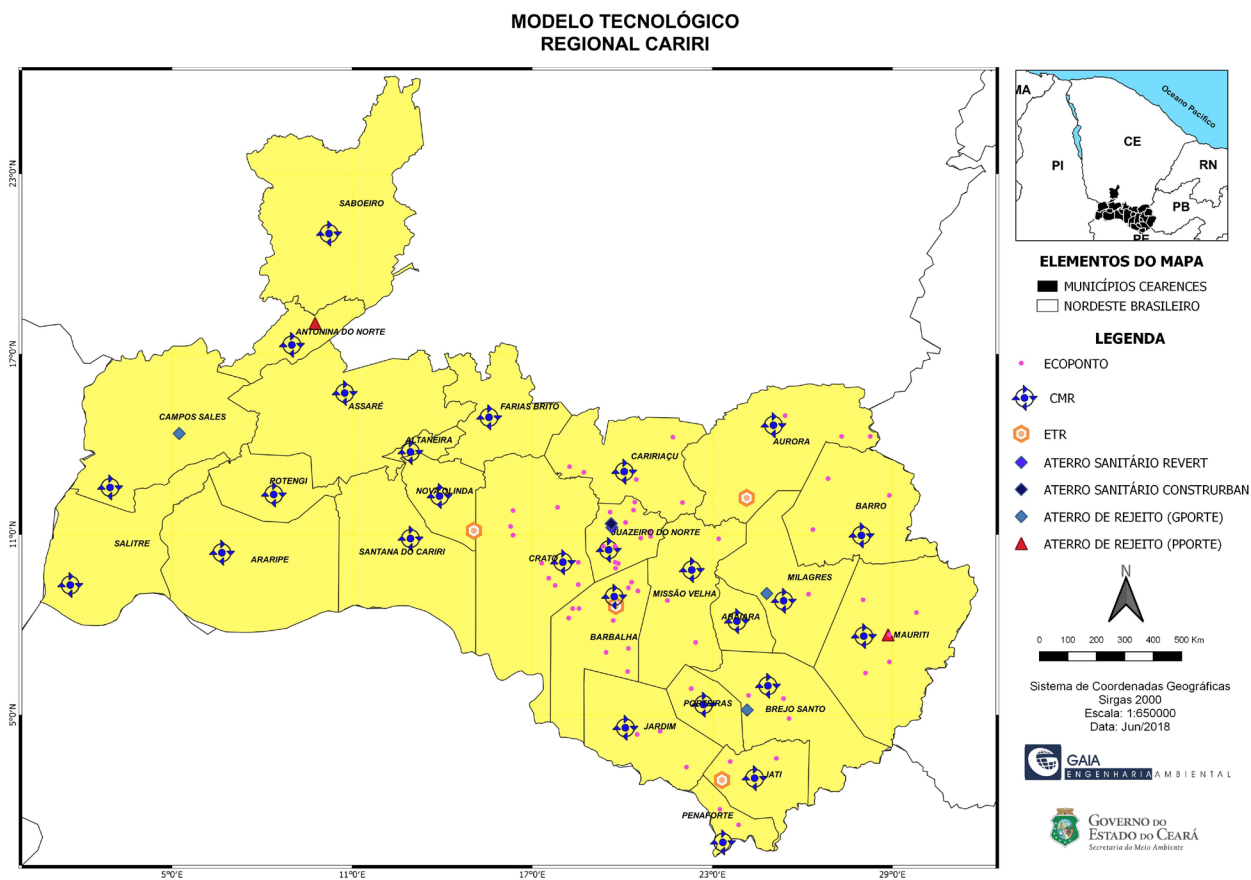 MODELO TECNOLÓGICO
REGIONAL CARIRI
23°0'N
17°0'N
11°0'N
5°0'N
5°0'E
11°0'E
17°0'E
23°0'E
29°0'E
SABOEIRO
ANTONINA DO NORTE
CAMPOS SALES
ASSARÉ
FARIAS BRITO
ALTANEIRA
CARIRIAÇU
AURORA
POTENGI
NOVA OLINDA
BARRO
SALITRE
ARARIPE
SANTANA DO CARIRI
CRATO
JUAZEIRO DO NORTE
MISSÃO VELHA
MILAGRES
ABAIARA
BARBALHA
MAURITI
PORTEIRAS
BREJO SANTO
JARDIM
JATI
PENAFORTE
MA
Oceano Pacífico
CE
PI
RN
PB
PE
ELEMENTOS DO MAPA
MUNICÍPIOS CEARENCES
NORDESTE BRASILEIRO
LEGENDA
ECOPONTO
CMR
ETR
ATERRO SANITÁRIO REVERT
ATERRO SANITÁRIO CONSTRURBAN
ATERRO DE REJEITO (GPORTE)
ATERRO DE REJEITO (PPORTE)
N
0 100 200 300 400 500 Km
Sistema de Coordenadas Geográficas
Sirgas 2000
Escala: 1:650000
Data: Jun/2018
GAIA
ENGENHARIA AMBIENTAL
GOVERNO DO
ESTADO DO CEARÁ
Secretaria do Meio Ambiente